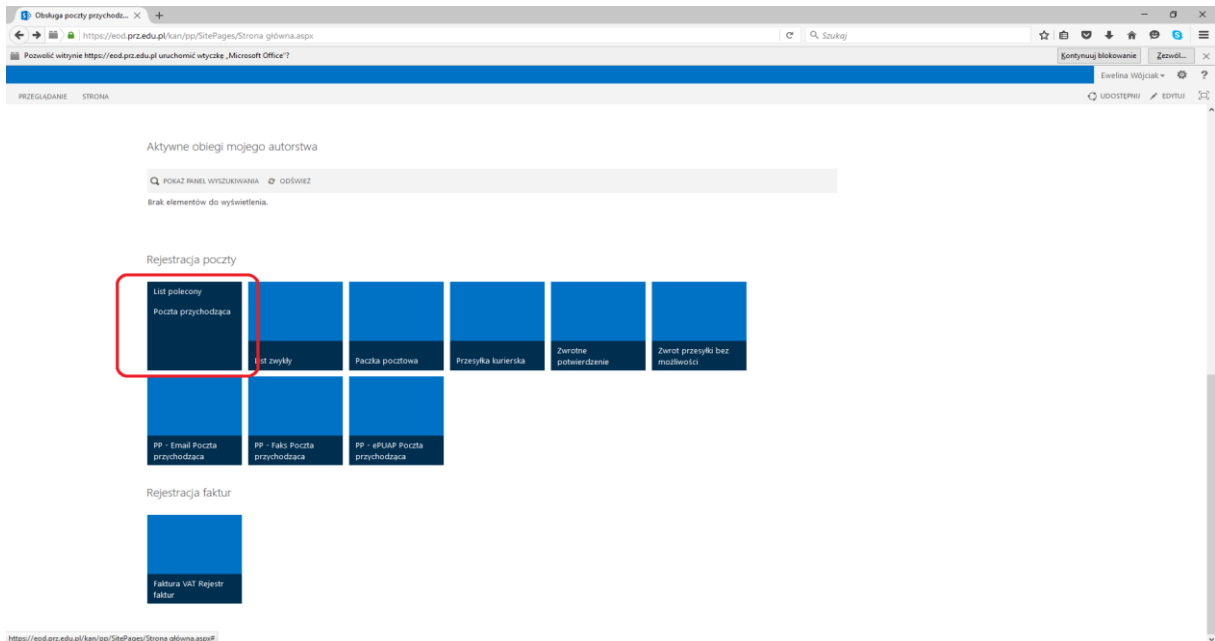 Obsługa poczty przychodz...
https://eod.prz.edu.pl/kan/pp/SitePages/Strona główna.aspx
Szukaj
Pozwolić witrynie https://eod.prz.edu.pl uruchomić wtyczkę „Microsoft Office”?
Kontynuuj blokowanie
Zezwól...
Ewelina Wójciak
PRZEGLĄDANIE STRONA
UDOSTĘPNIJ EDYTUJ
Aktywne obiegi mojego autorstwa
POKAŻ PANEL WYSZUKIWANIA ODŚWIEŻ
Brak elementów do wyświetlenia.
Rejestracja poczty
List polecony
Poczta przychodząca
List zwykły
Paczka pocztowa
Przesyłka kurierska
Zwrotne
potwierdzenie
Zwrot przesyłki bez
możliwości
PP - Email Poczta
przychodząca
PP - Faks Poczta
przychodząca
PP - ePUAP Poczta
przychodząca
Rejestracja faktur
Faktura VAT Rejestr
faktur
https://eod.prz.edu.pl/kan/pp/SitePages/Strona główna.aspx#